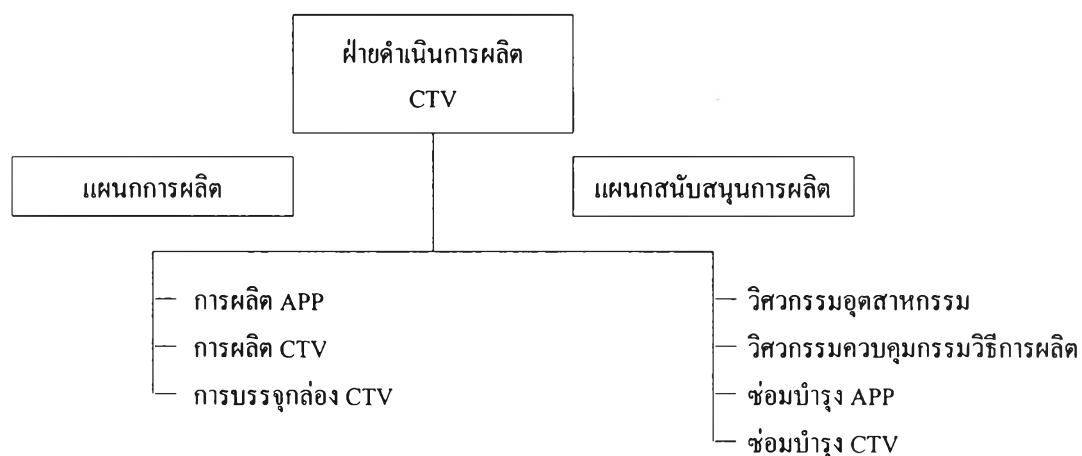 ฝ่ายดำเนินการผลิต
CTV
แผนกการผลิต
แผนกสนับสนุนการผลิต
การผลิต APP
การผลิต CTV
การบรรจุกล่อง CTV
วิศวกรรมอุตสาหกรรม
วิศวกรรมควบคุมกรรมวิธีการผลิต
ซ่อมบำรุง APP
ซ่อมบำรุง CTV